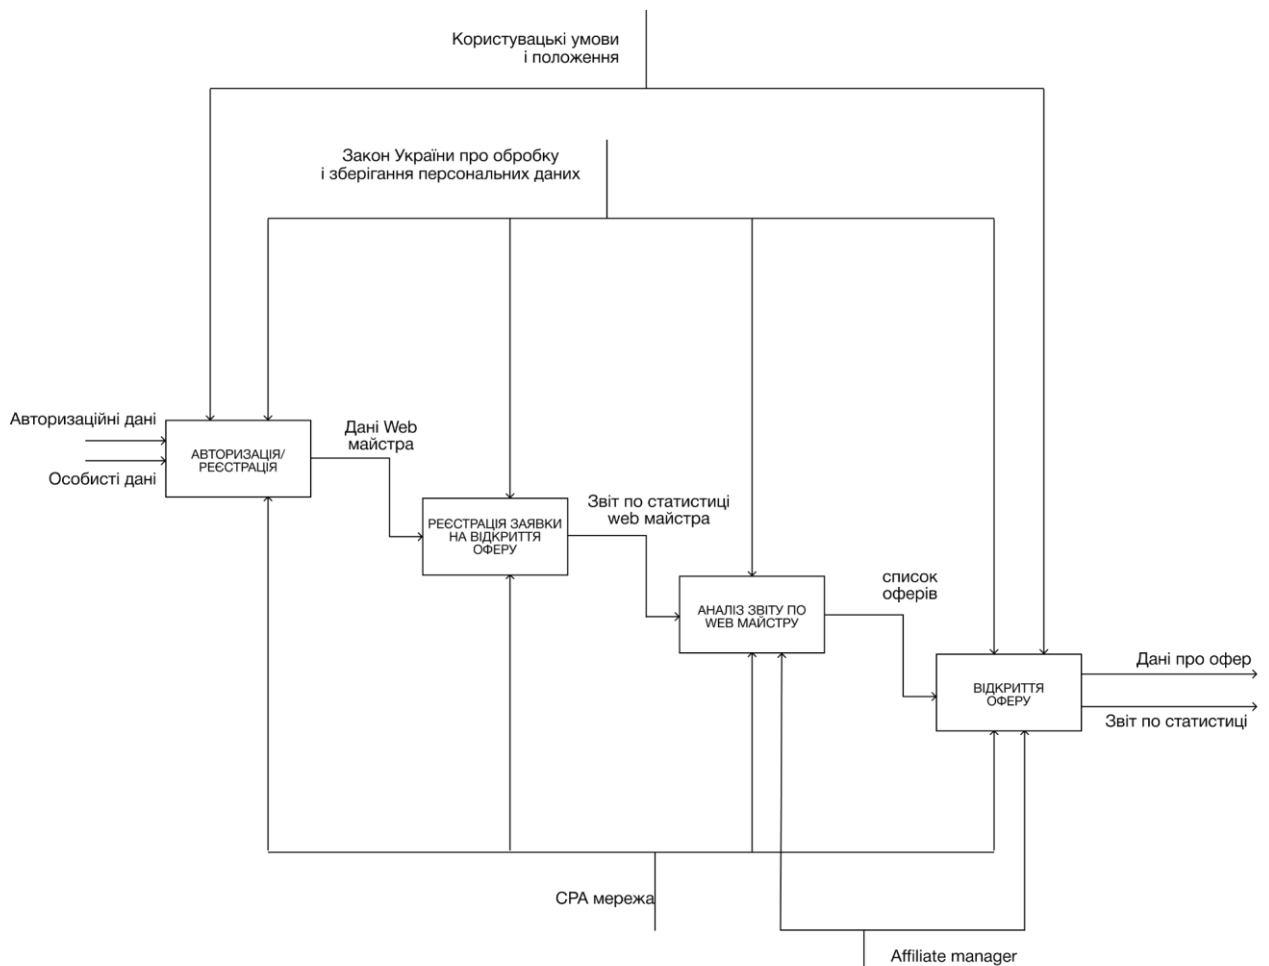 Користувацькі умови
і положення
Закон України про обробку
і зберігання персональних даних
Авторизаційні дані
Особисті дані
АВТОРИЗАЦІЯ/
РЕЄСТРАЦІЯ
Дані Web
майстра
РЕЄСТРАЦІЯ ЗАЯВКИ
НА ВІДКРИТТЯ
ОФЕРУ
Звіт по статистиці
web майстра
АНАЛІЗ ЗВІТУ ПО
WEB МАЙСТРУ
список
оферів
ВІДКРИТТЯ
ОФЕРУ
Дані про офер
Звіт по статистиці
CPA мережа
Affiliate manager